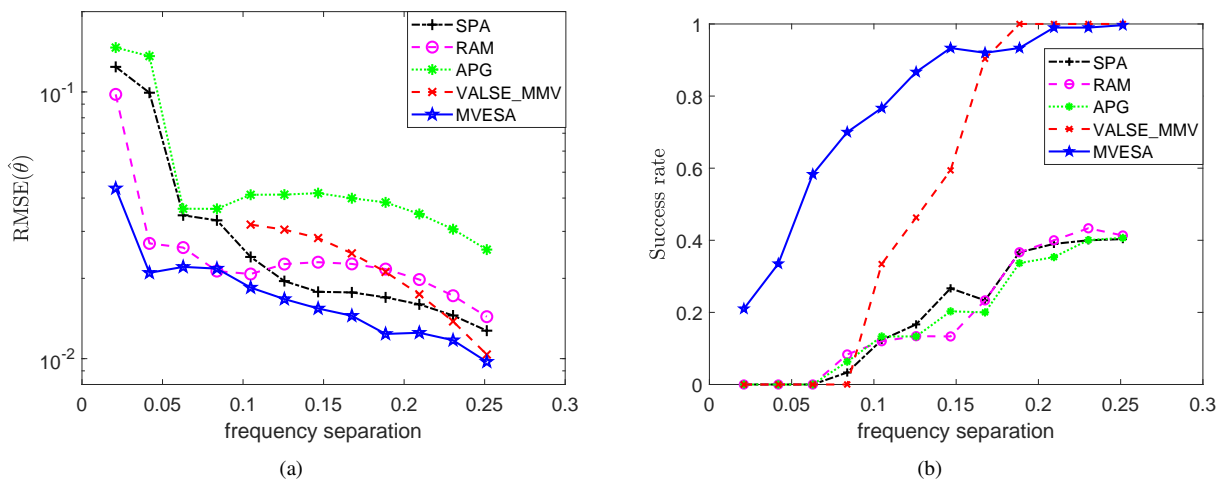 10^-1
10^-2
RMSE(θ̂)
0
0.05
0.1
0.15
0.2
0.25
0.3
frequency separation
SPA
RAM
APG
VALSE_MMV
MVESA
(a)
1
0.8
0.6
0.4
0.2
0
Success rate
0
0.05
0.1
0.15
0.2
0.25
0.3
frequency separation
SPA
RAM
APG
VALSE_MMV
MVESA
(b)